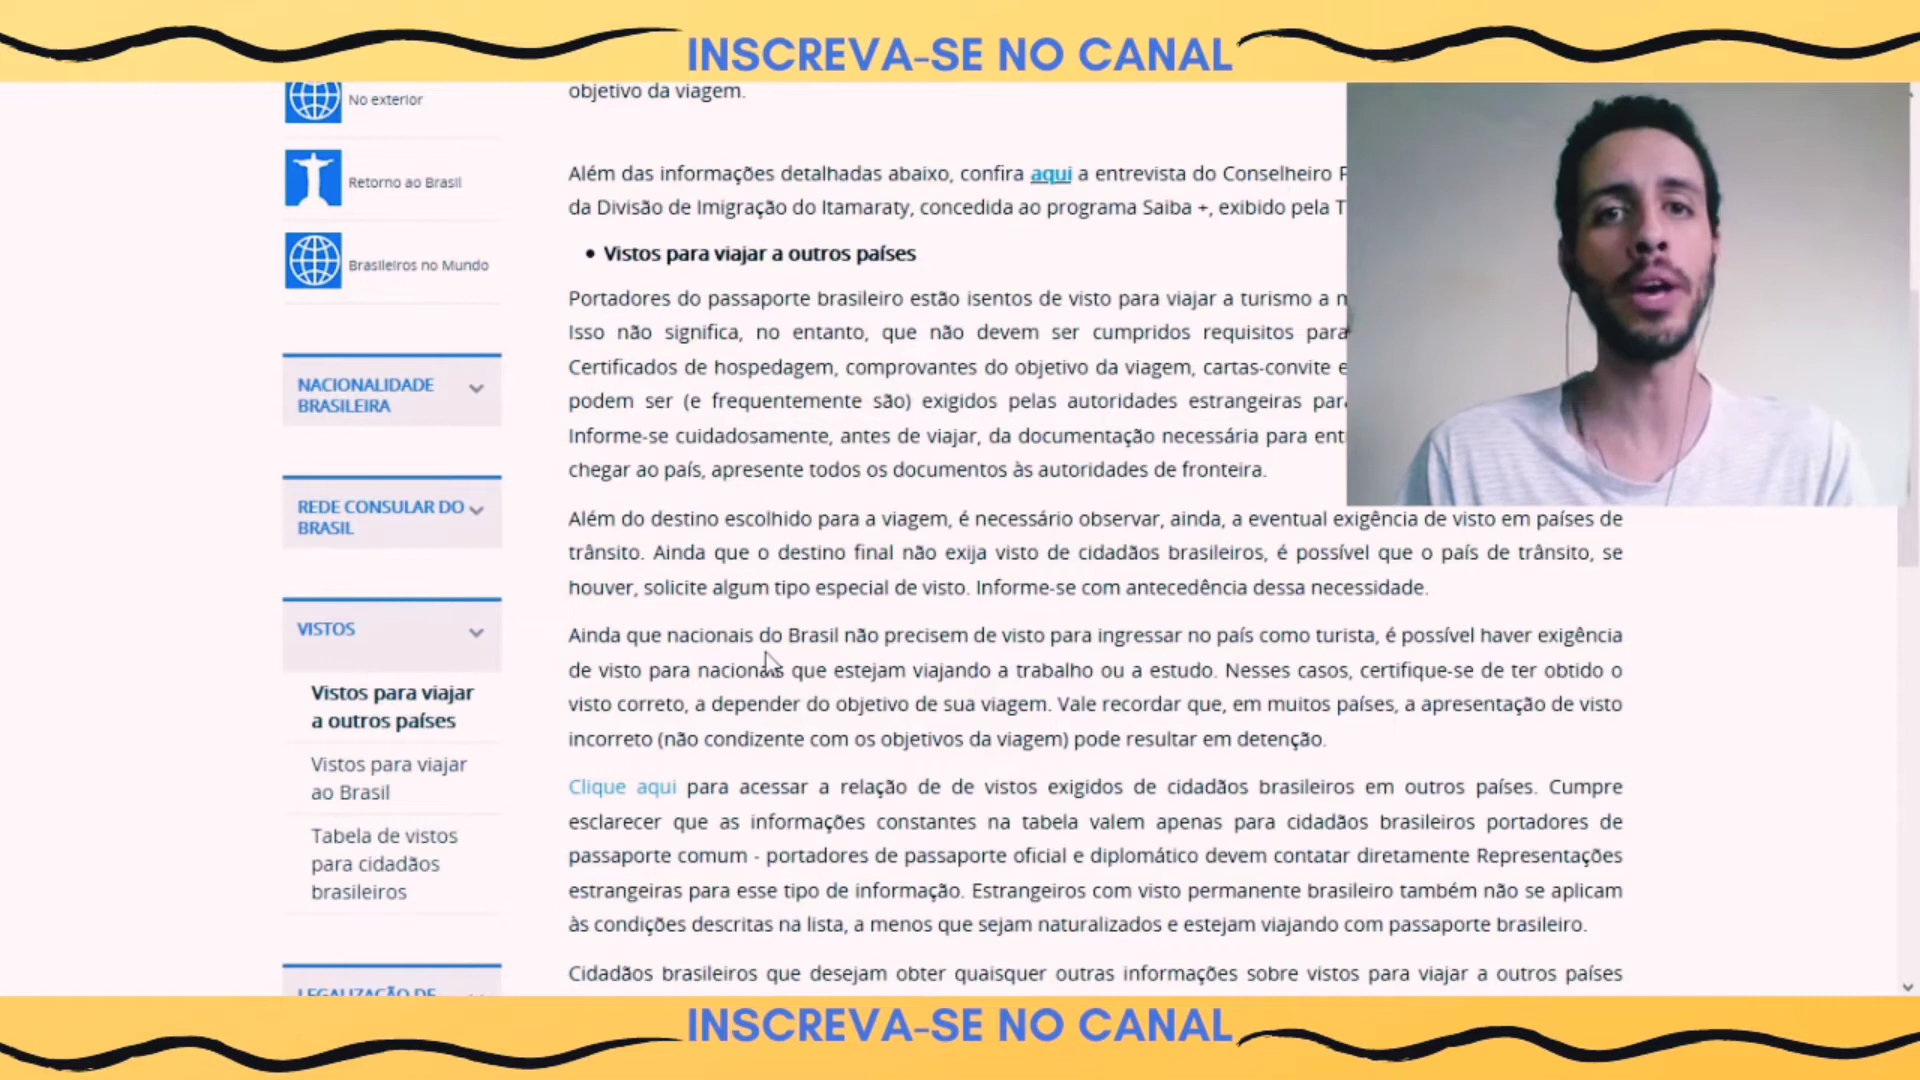 INSCREVA-SE NO CANAL
No exterior
Retorno ao Brasil
Brasileiros no Mundo
NACIONALIDADE
BRASILEIRA
REDE CONSULAR DO
BRASIL
VISTOS
Vistos para viajar
a outros países
Vistos para viajar
ao Brasil
Tabela de vistos
para cidadãos
brasileiros
LEGALIZAÇÃO DE
objetivo da viagem.
Além das informações detalhadas abaixo, confira aqui a entrevista do Conselheiro
da Divisão de Imigração do Itamaraty, concedida ao programa Saiba +, exibido pela
• Vistos para viajar a outros países
Portadores do passaporte brasileiro estão isentos de visto para viajar a turismo a
Isso não significa, no entanto, que não devem ser cumpridos requisitos para
Certificados de hospedagem, comprovantes do objetivo da viagem, cartas-convite e
podem ser (e frequentemente são) exigidos pelas autoridades estrangeiras
Informe-se cuidadosamente, antes de viajar, da documentação necessária para
chegar ao país, apresente todos os documentos às autoridades de fronteira.
Além do destino escolhido para a viagem, é necessário observar, ainda, a eventual exigência de visto em países de
trânsito. Ainda que o destino final não exija visto de cidadãos brasileiros, é possível que o país de trânsito, se
houver, solicite algum tipo especial de visto. Informe-se com antecedência dessa necessidade.
Ainda que nacionais do Brasil não precisem de visto para ingressar no país como turista, é possível haver exigência
de visto para nacionais que estejam viajando a trabalho ou a estudo. Nesses casos, certifique-se de ter obtido o
visto correto, a depender do objetivo de sua viagem. Vale recordar que, em muitos países, a apresentação de visto
incorreto (não condizente com os objetivos da viagem) pode resultar em detenção.
Clique aqui para acessar a relação de de vistos exigidos de cidadãos brasileiros em outros países. Cumpre
esclarecer que as informações constantes na tabela valem apenas para cidadãos brasileiros portadores de
passaporte comum - portadores de passaporte oficial e diplomático devem contatar diretamente Representações
estrangeiras para esse tipo de informação. Estrangeiros com visto permanente brasileiro também não se aplicam
às condições descritas na lista, a menos que sejam naturalizados e estejam viajando com passaporte brasileiro.
Cidadãos brasileiros que desejam obter quaisquer outras informações sobre vistos para viajar a outros países
INSCREVA-SE NO CANAL